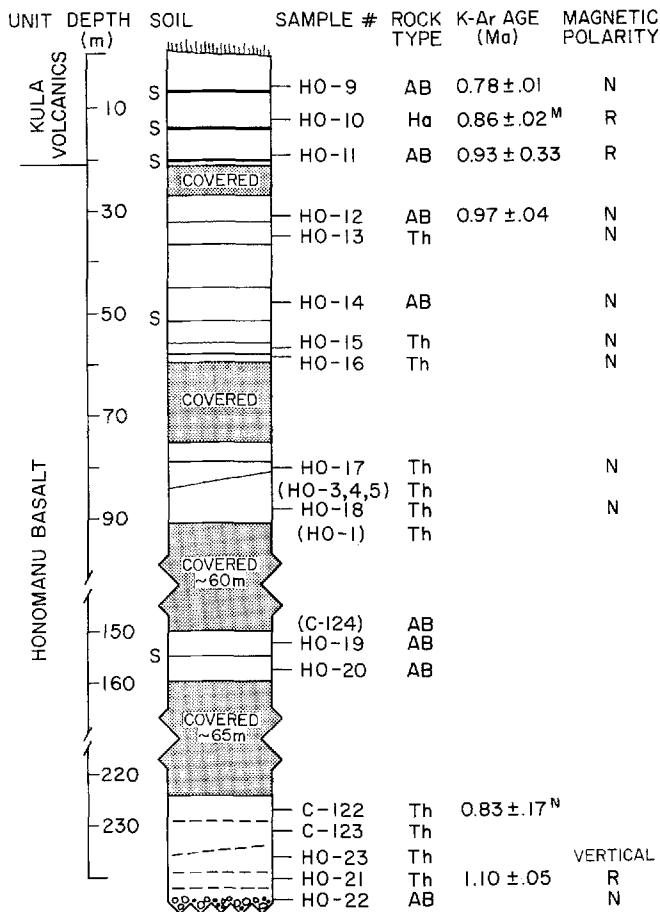 UNIT DEPTH (m) SOIL SAMPLE # ROCK TYPE K-Ar AGE (Ma) MAGNETIC POLARITY
KULA VOLCANICS
S HO-9 AB 0.78±.01 N
-10
S HO-10 Ha 0.86±.02 M R
S HO-11 AB 0.93±0.33 R
COVERED
-30 HO-12 AB 0.97±.04 N
HO-13 Th N
HO-14 AB N
-50 S
HO-15 Th N
HO-16 Th N
COVERED
-70
HONOMANU BASALT
HO-17 Th N
(HO-3,4,5) Th
HO-18 Th N
-90
(HO-1) Th
COVERED
~60m
-150 (C-124) AB
HO-19 AB
S
HO-20 AB
-160
COVERED
~65m
-220
C-122 Th 0.83±.17 N
-230 C-123 Th
HO-23 Th VERTICAL
HO-21 Th 1.10±.05 R
HO-22 AB N